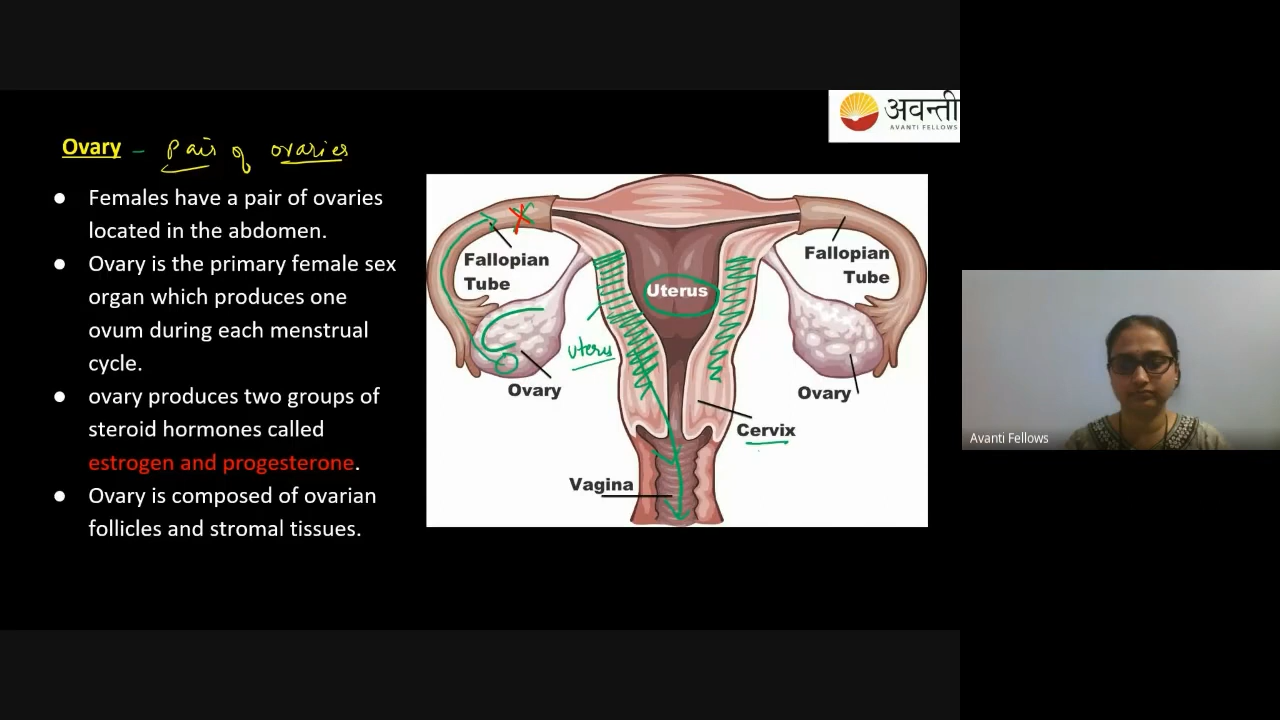 अवन्ती
AVANTI FELLOWS
Ovary - Pair of ovaries
● Females have a pair of ovaries
located in the abdomen.
● Ovary is the primary female sex
organ which produces one
ovum during each menstrual
cycle.
● ovary produces two groups of
steroid hormones called
estrogen and progesterone.
● Ovary is composed of ovarian
follicles and stromal tissues.
Fallopian
Tube
Uterus
Fallopian
Tube
uterus
Ovary
Ovary
Cervix
Vagina
Avanti Fellows